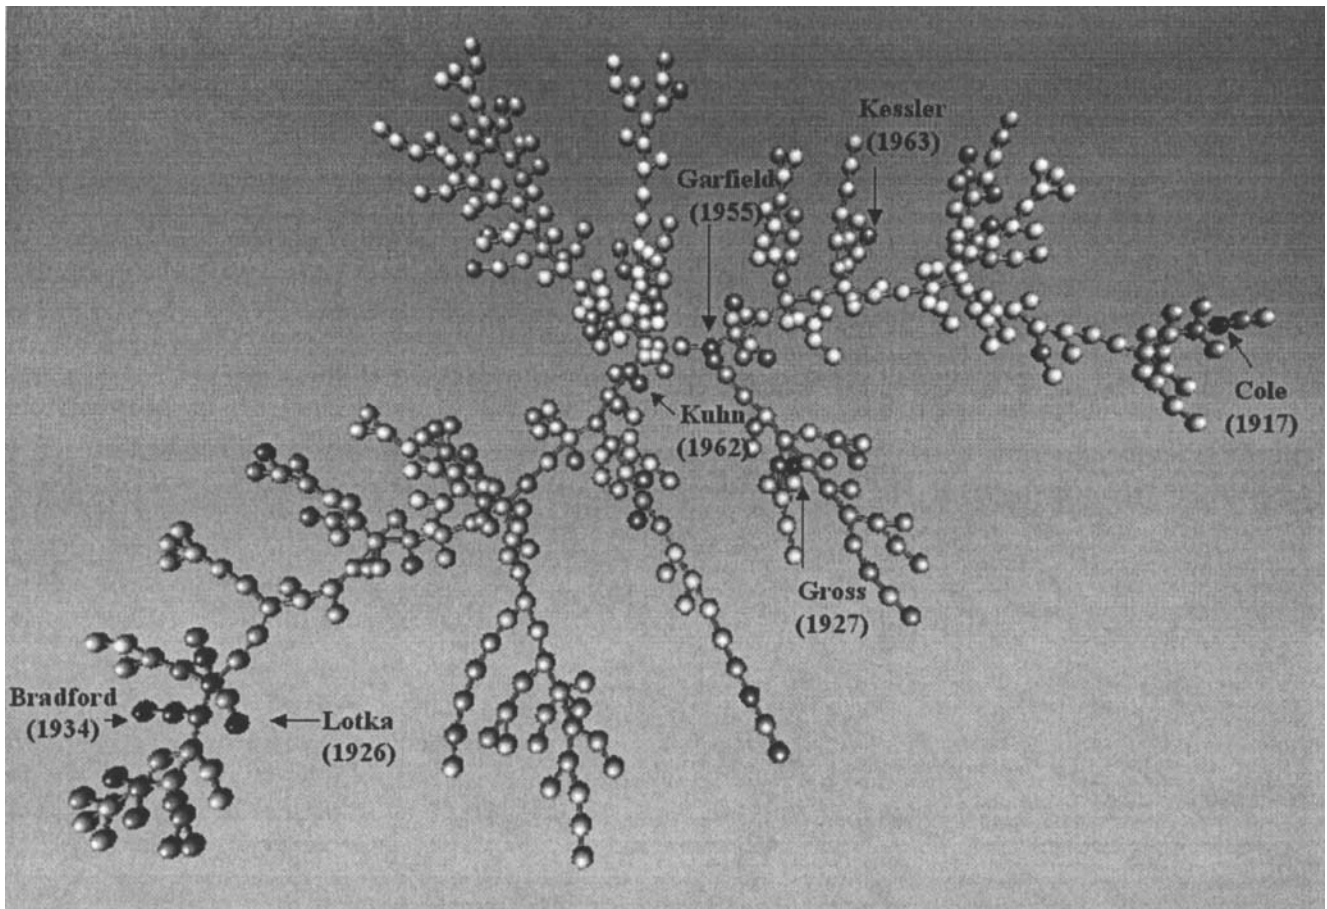 Kessler
(1963)
Garfield
(1955)
Cole
(1917)
Kuhn
(1962)
Gross
(1927)
Bradford
(1934)
Lotka
(1926)